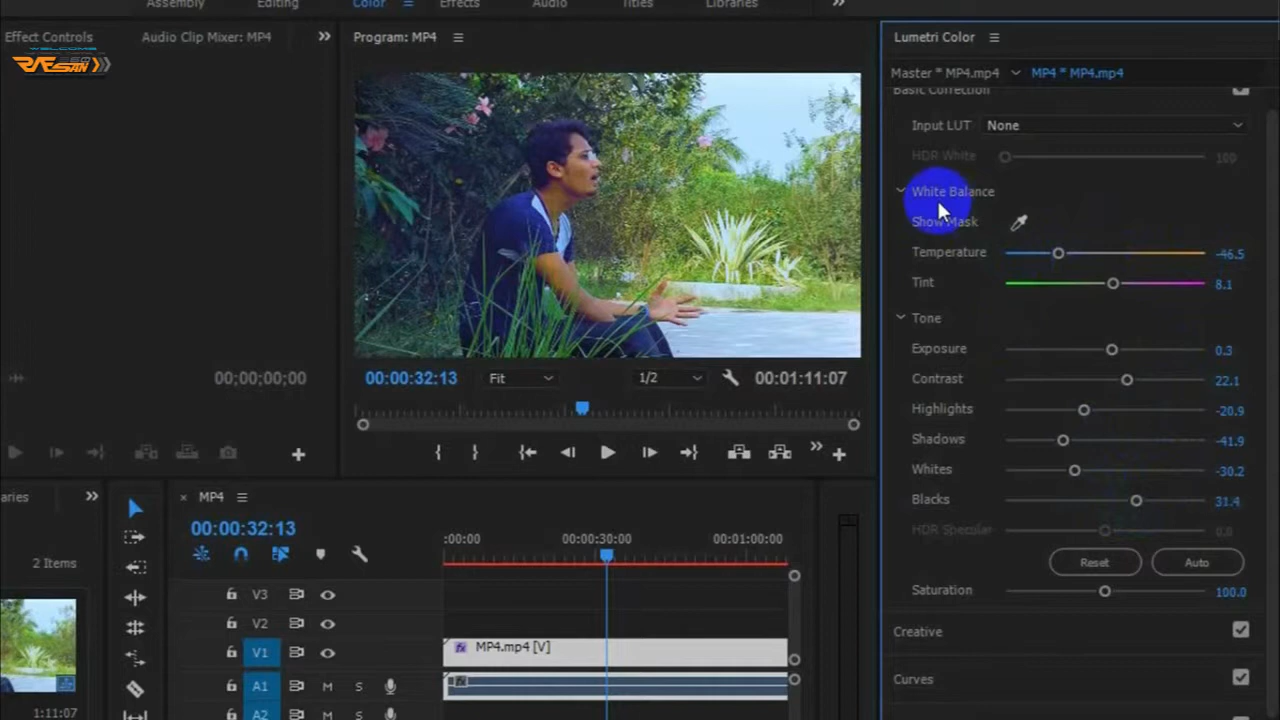 Assembly Editing Color Effects Audio Titles Libraries
Effect Controls Audio Clip Mixer: MP4
WELCOME
Program: MP4
Lumetri Color
Master * MP4.mp4 MP4 * MP4.mp4
Basic Correction
Input LUT None
HDR White 100
White Balance
Show Mask
Temperature -46.5
Tint 8.1
Tone
Exposure 0.3
Contrast 22.1
Highlights -20.9
Shadows -41.9
Whites -30.2
Blacks 31.4
HDR Specular 0.0
Reset Auto
Saturation 100.0
Creative
Curves
00;00;00;00
00:00:32:13 Fit 1/2 00:01:11:07
aries
2 Items
1:11:07
× MP4
00:00:32:13
:00:00 00:00:30:00 00:01:00:00
V3
V2
V1 MP4.mp4 [V]
A1 M S
A2 M S